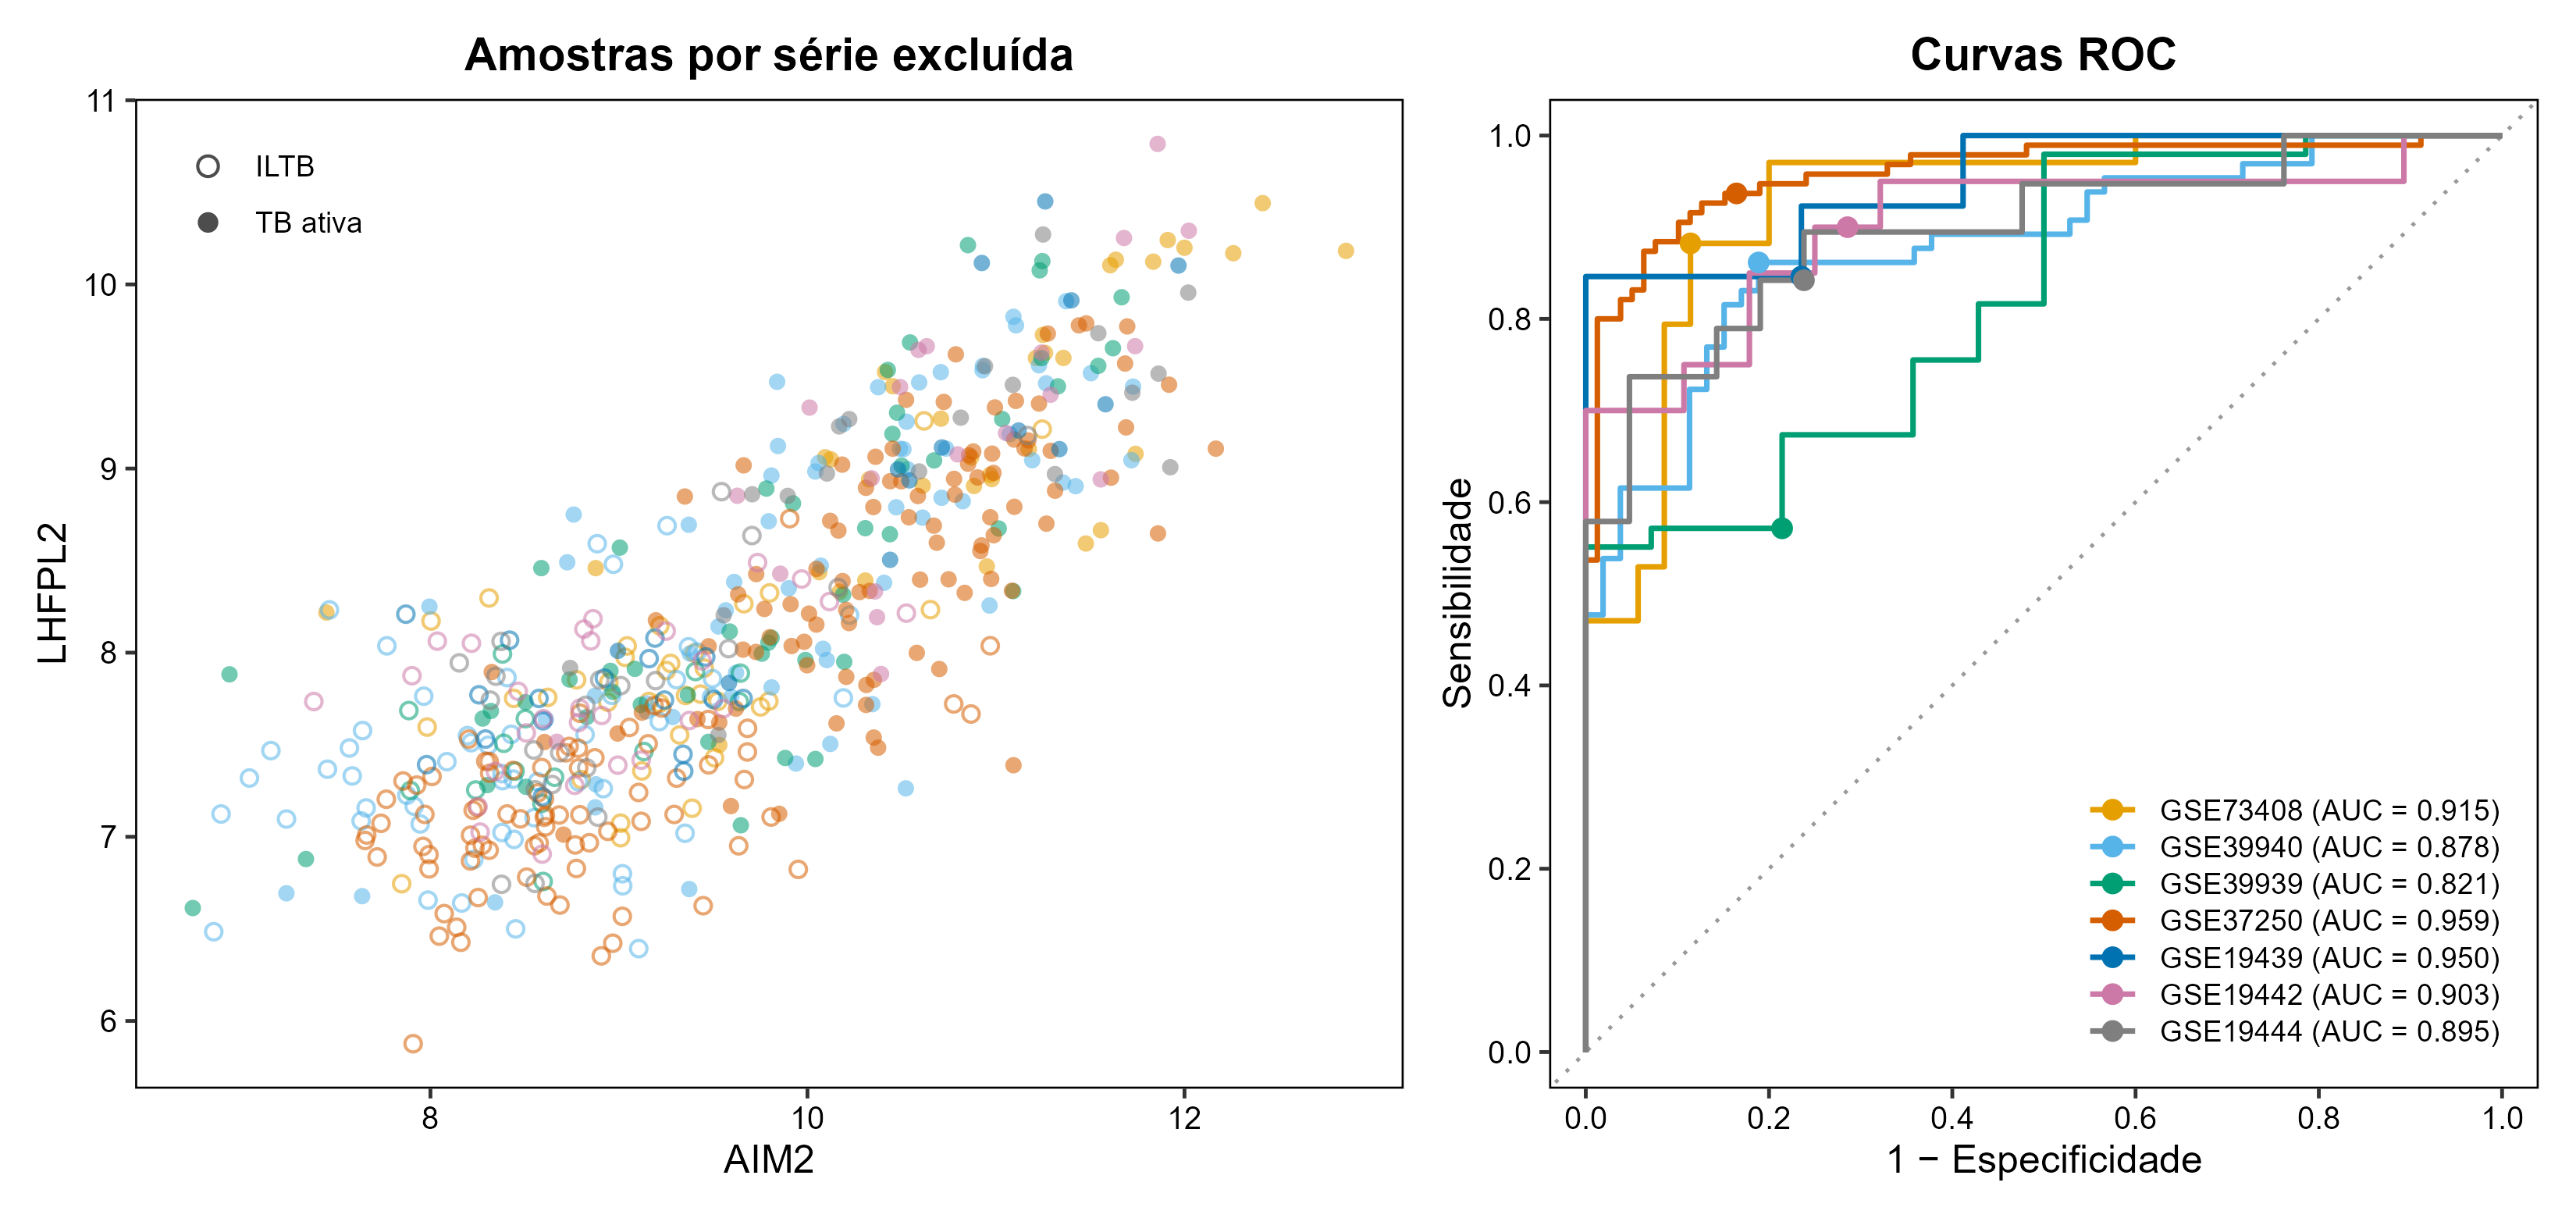 Amostras por série excluída
11
10
9
8
7
6
LHFPL2
ILTB
TB ativa
8
10
12
AIM2
Curvas ROC
1.0
0.8
0.6
0.4
0.2
0.0
Sensibilidade
GSE73408 (AUC = 0.915)
GSE39940 (AUC = 0.878)
GSE39939 (AUC = 0.821)
GSE37250 (AUC = 0.959)
GSE19439 (AUC = 0.950)
GSE19442 (AUC = 0.903)
GSE19444 (AUC = 0.895)
0.0
0.2
0.4
0.6
0.8
1.0
1 − Especificidade